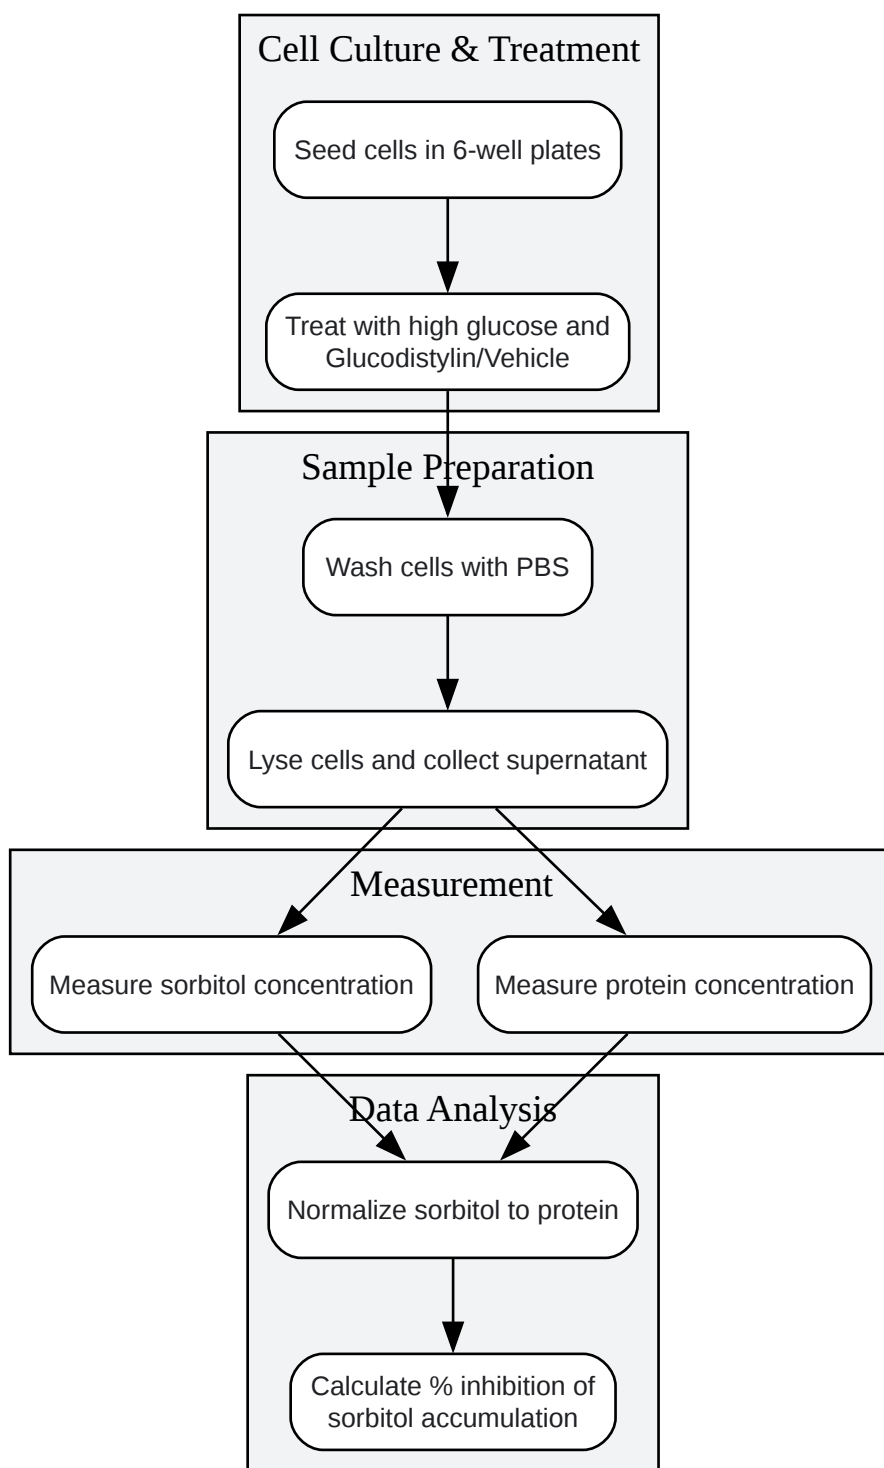 Cell Culture & Treatment
Seed cells in 6-well plates
Treat with high glucose and
Glucodistylin/Vehicle
Sample Preparation
Wash cells with PBS
Lyse cells and collect supernatant
Measurement
Measure sorbitol concentration
Measure protein concentration
Data Analysis
Normalize sorbitol to protein
Calculate % inhibition of
sorbitol accumulation